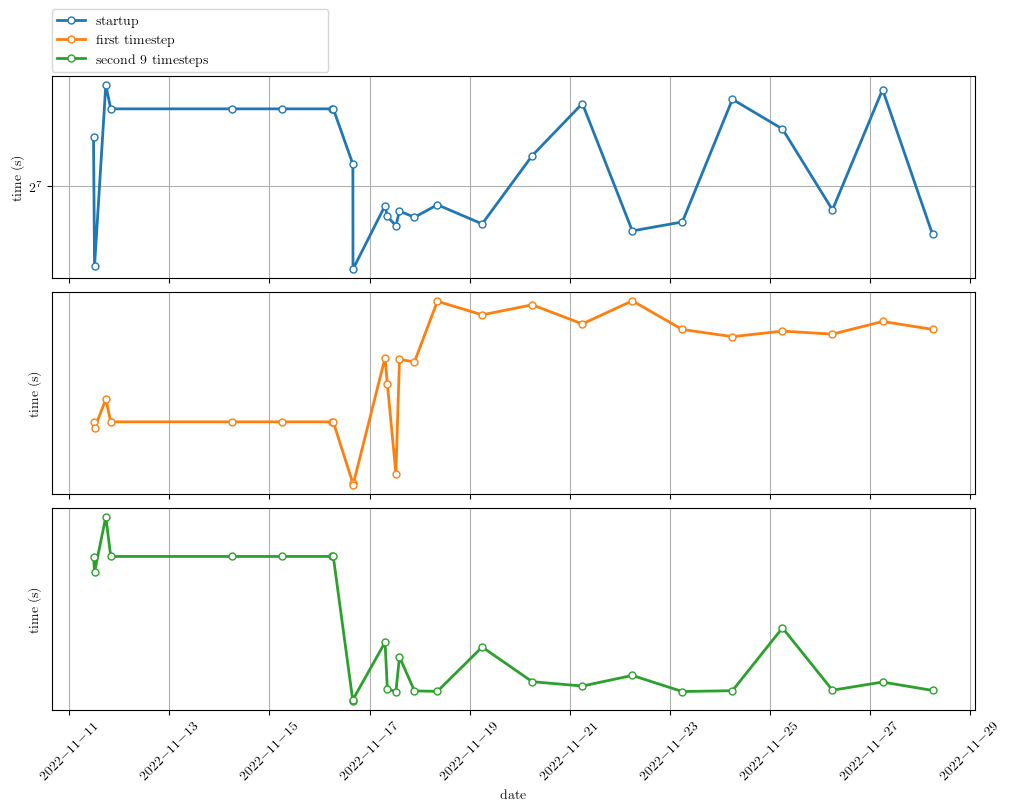 startup
first timestep
second 9 timesteps
time (s)
2⁷
time (s)
time (s)
2022−11−11
2022−11−13
2022−11−15
2022−11−17
2022−11−19
2022−11−21
2022−11−23
2022−11−25
2022−11−27
2022−11−29
date